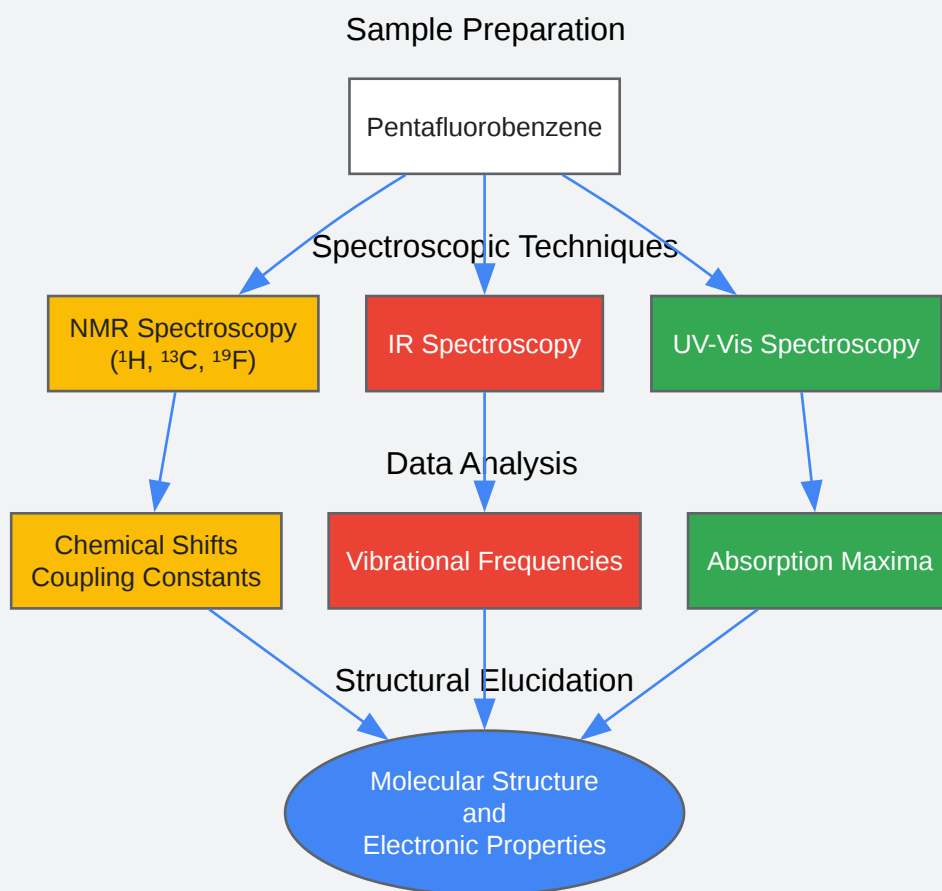 Sample Preparation
Pentafluorobenzene
Spectroscopic Techniques
NMR Spectroscopy
(¹H, ¹³C, ¹⁹F)
IR Spectroscopy
UV-Vis Spectroscopy
Data Analysis
Chemical Shifts
Coupling Constants
Vibrational Frequencies
Absorption Maxima
Structural Elucidation
Molecular Structure
and
Electronic Properties